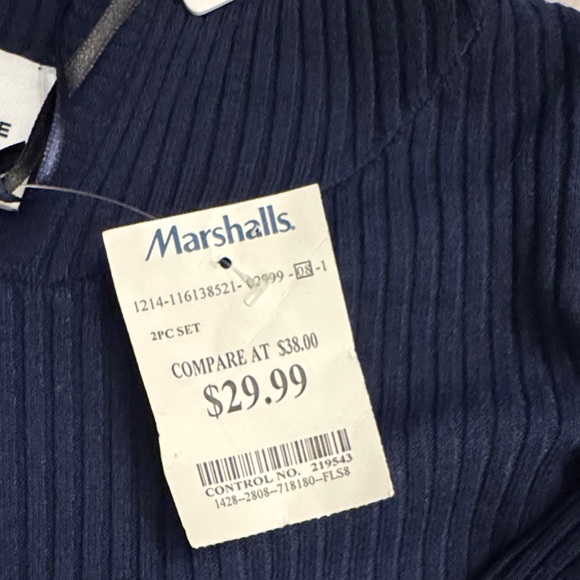 E
Marshalls.
1214-116138521-02999-08-1
2PC SET
COMPARE AT $38.00
$29.99
CONTROL NO. 219543
1428-2808-718180-FLS8